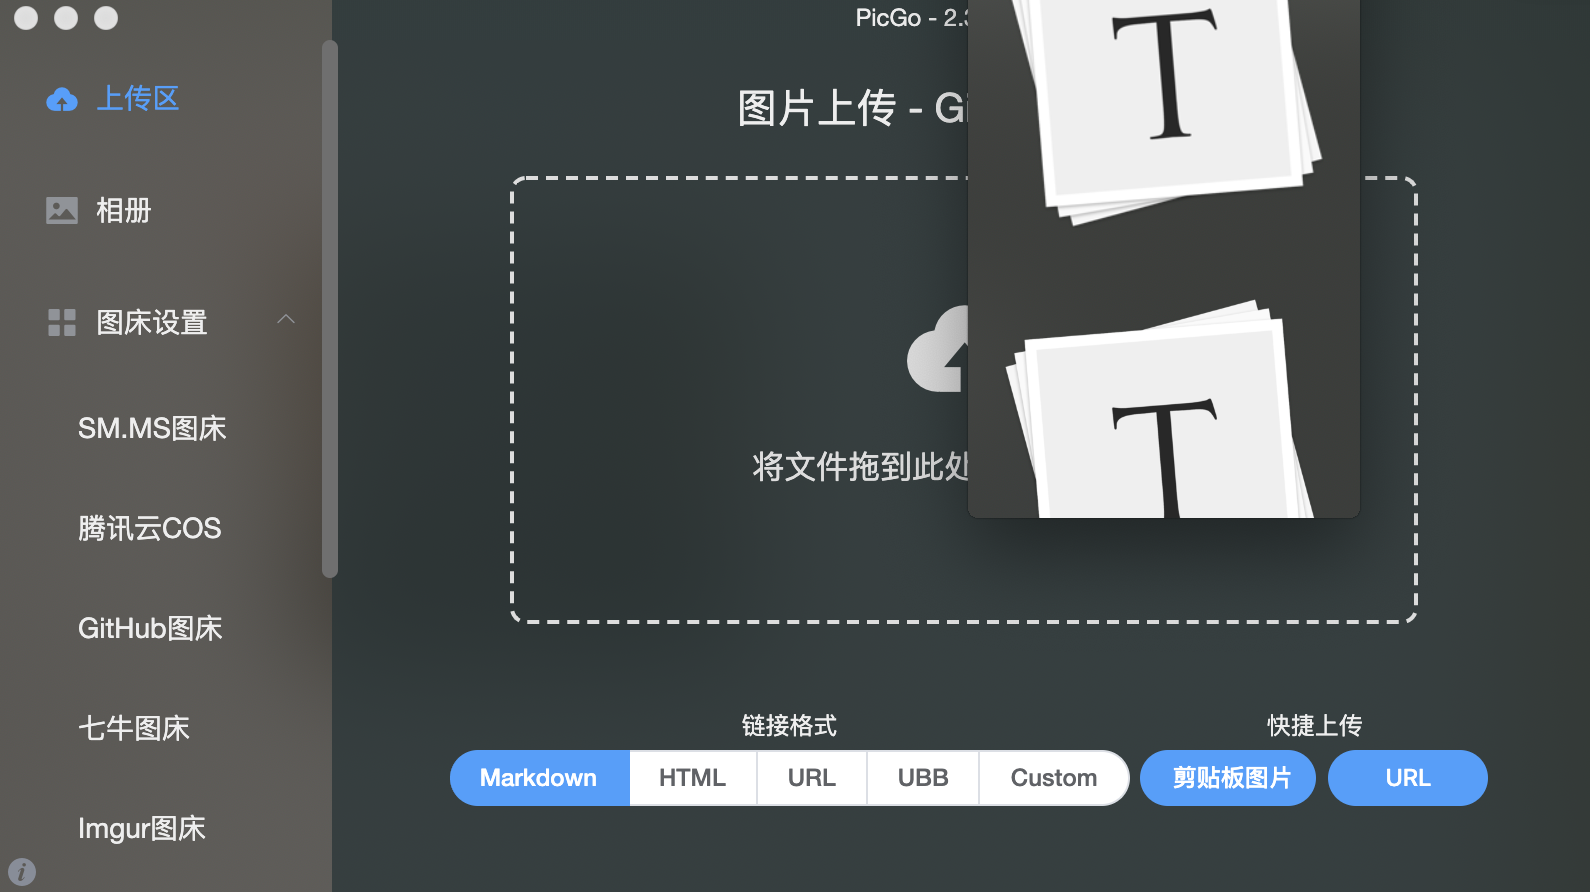 PicGo - 2.
上传区
图片上传 - Gi
相册
图床设置
SM.MS图床
将文件拖到此处
腾讯云COS
GitHub图床
七牛图床
链接格式
快捷上传
Markdown
HTML
URL
UBB
Custom
剪贴板图片
URL
Imgur图床
i
T
T